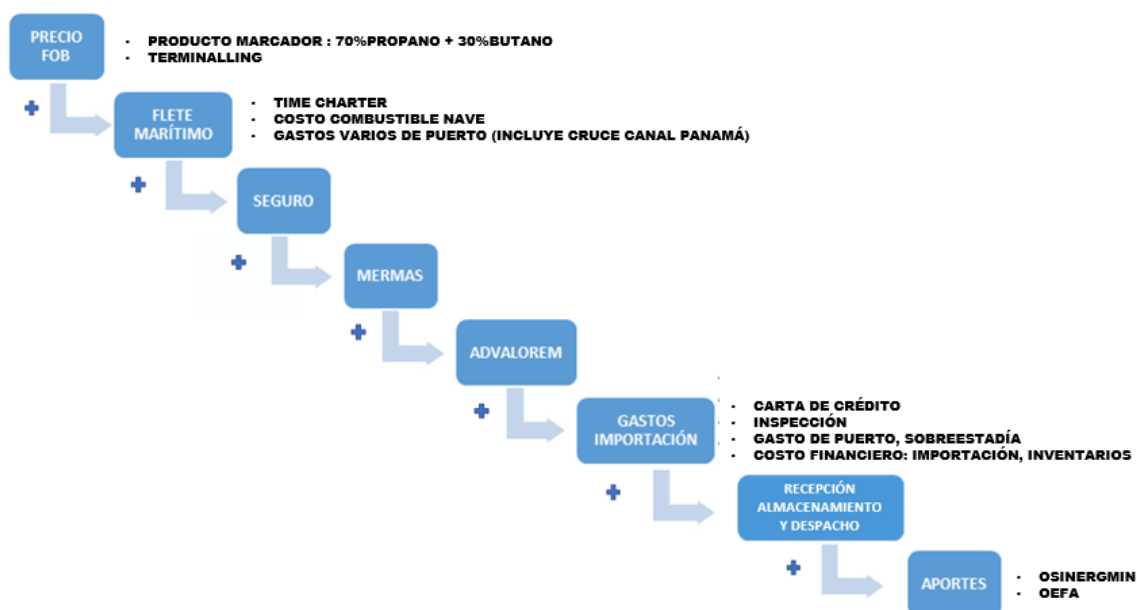 PRECIO
FOB
- PRODUCTO MARCADOR : 70%PROPANO + 30%BUTANO
- TERMINALLING
FLETE
MARÍTIMO
- TIME CHARTER
- COSTO COMBUSTIBLE NAVE
- GASTOS VARIOS DE PUERTO (INCLUYE CRUCE CANAL PANAMÁ)
SEGURO
MERMAS
ADVALOREM
GASTOS
IMPORTACIÓN
- CARTA DE CRÉDITO
- INSPECCIÓN
- GASTO DE PUERTO, SOBREESTADÍA
- COSTO FINANCIERO: IMPORTACIÓN, INVENTARIOS
RECEPCIÓN
ALMACENAMIENTO
Y DESPACHO
APORTES
- OSINERGMIN
- OEFA